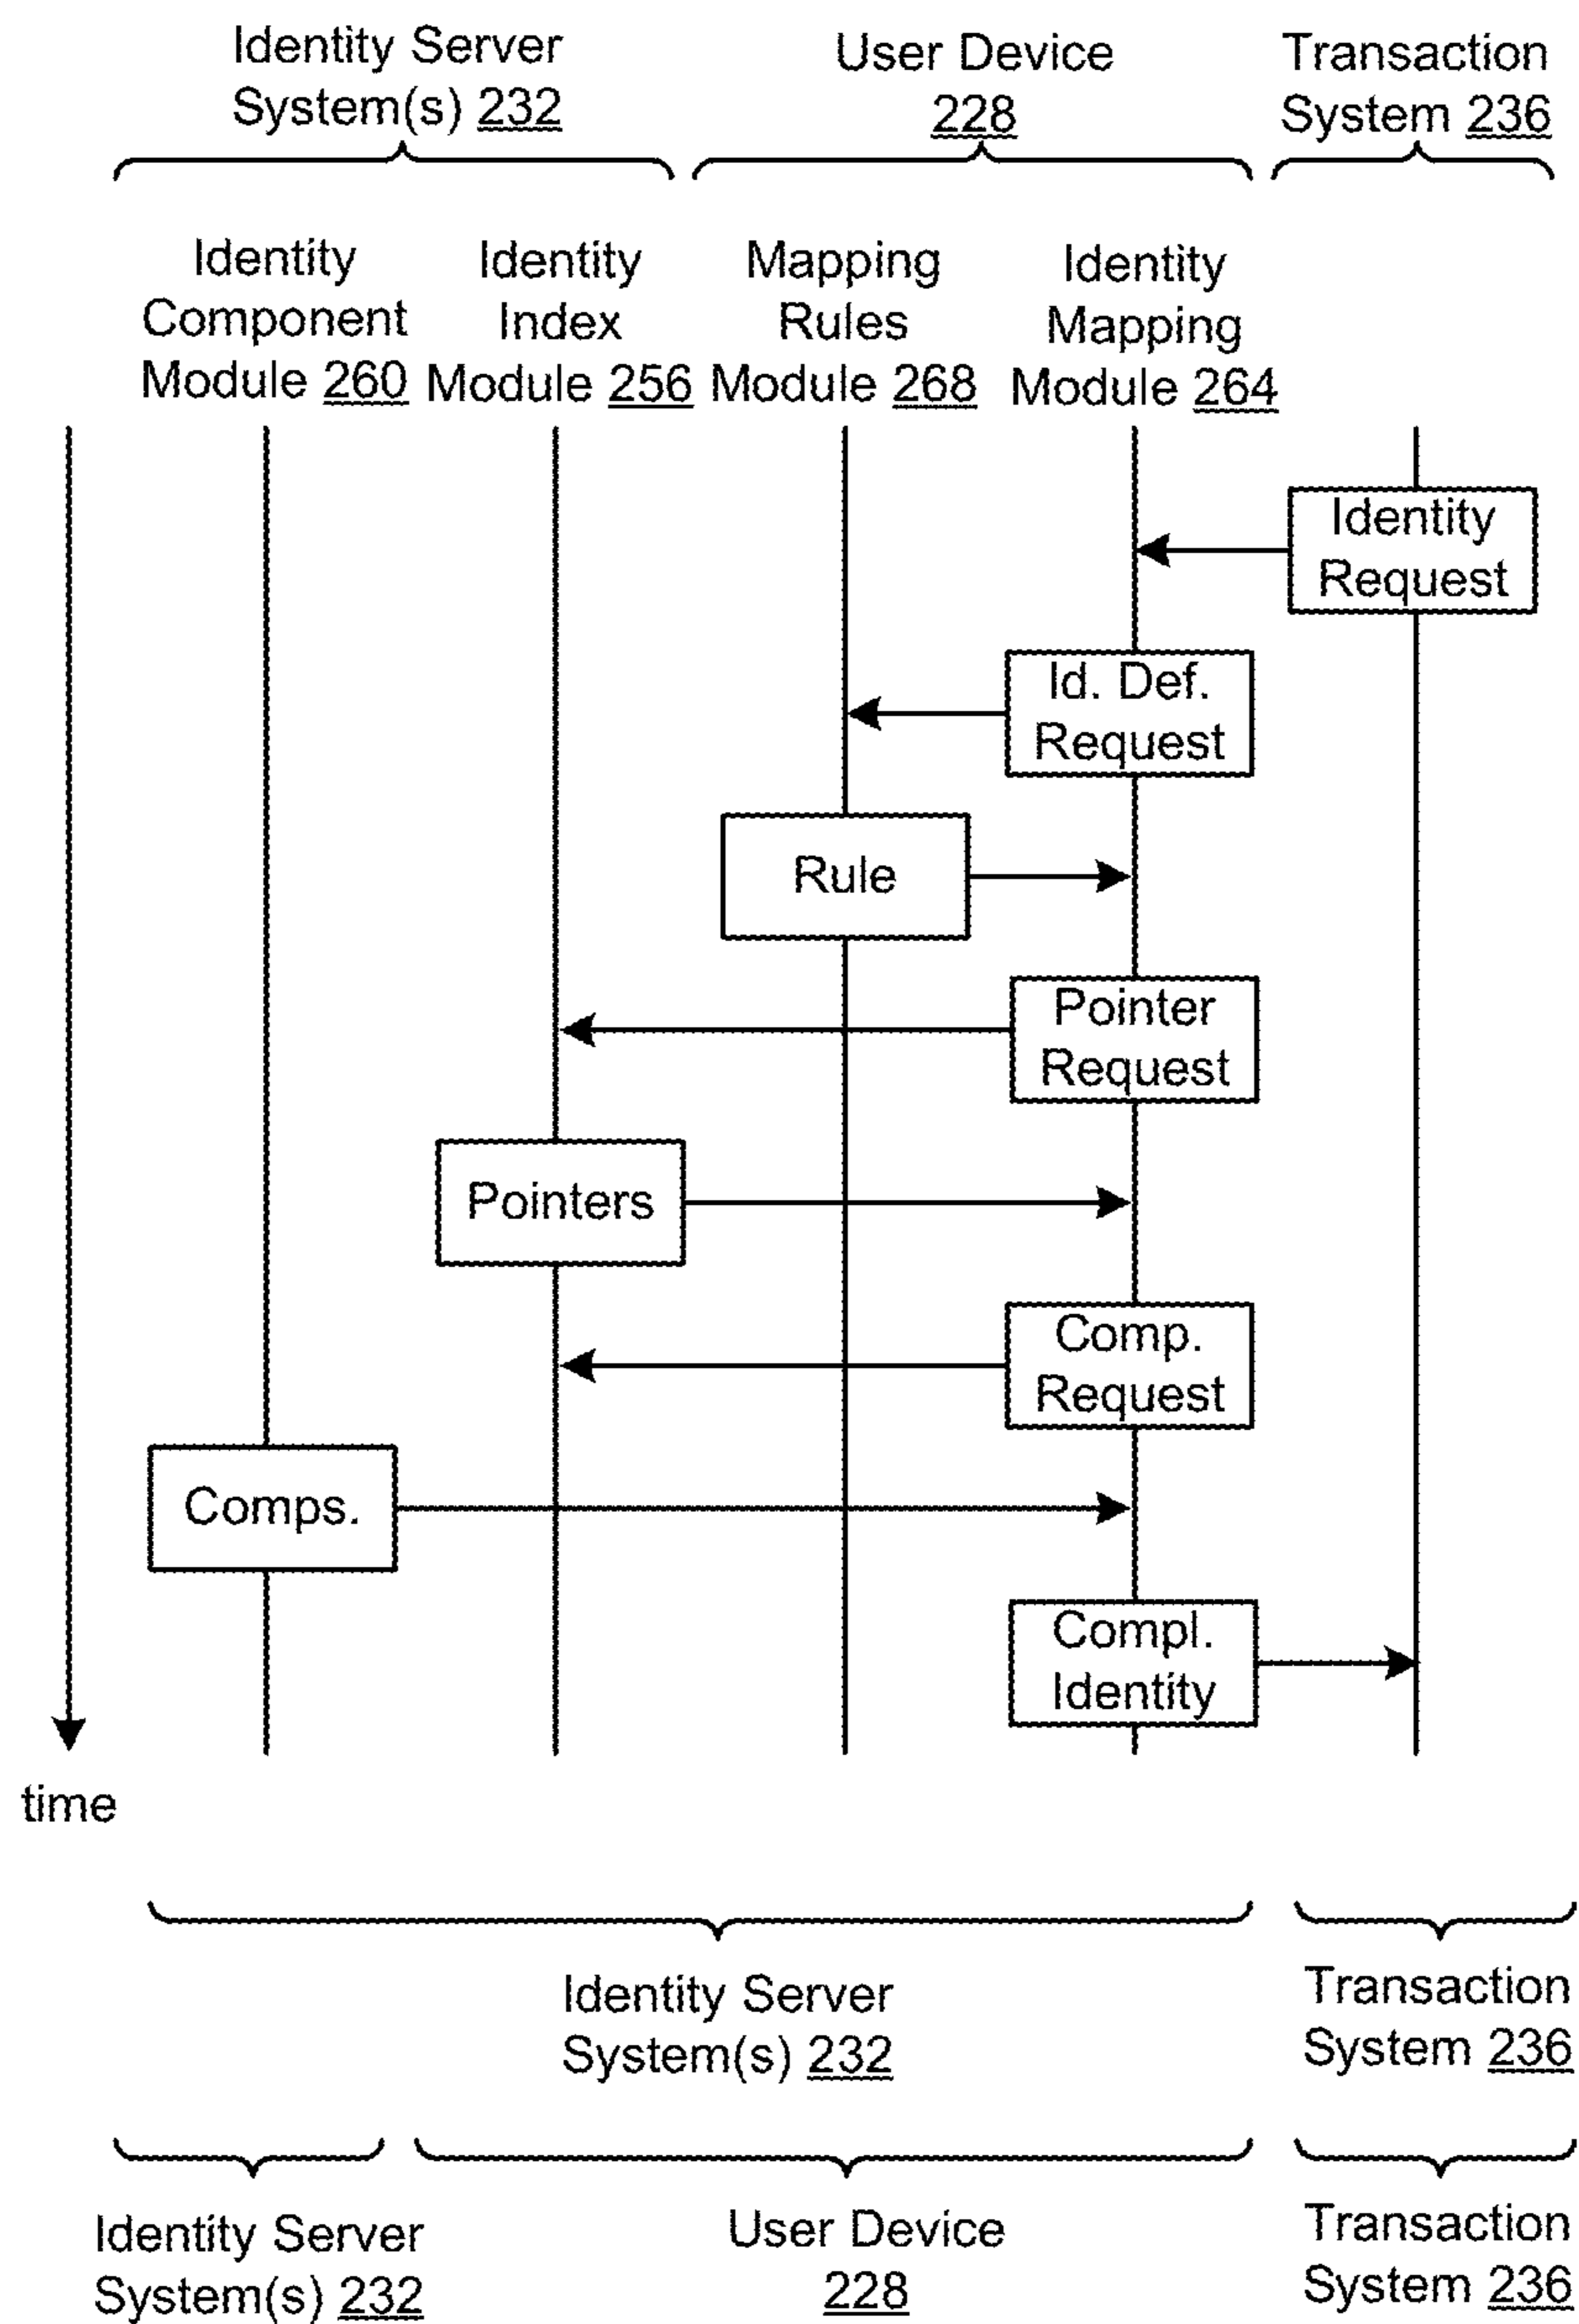 Identity Server
System(s) 232
User Device
228
Transaction
System 236
Identity
Component
Module 260
Identity
Index
Module 256
Mapping
Rules
Module 268
Identity
Mapping
Module 264
Identity
Request
Id. Def.
Request
Rule
Pointer
Request
Pointers
Comp.
Request
Comps.
Compl.
Identity
time
Identity Server
System(s) 232
Transaction
System 236
Identity Server
System(s) 232
User Device
228
Transaction
System 236